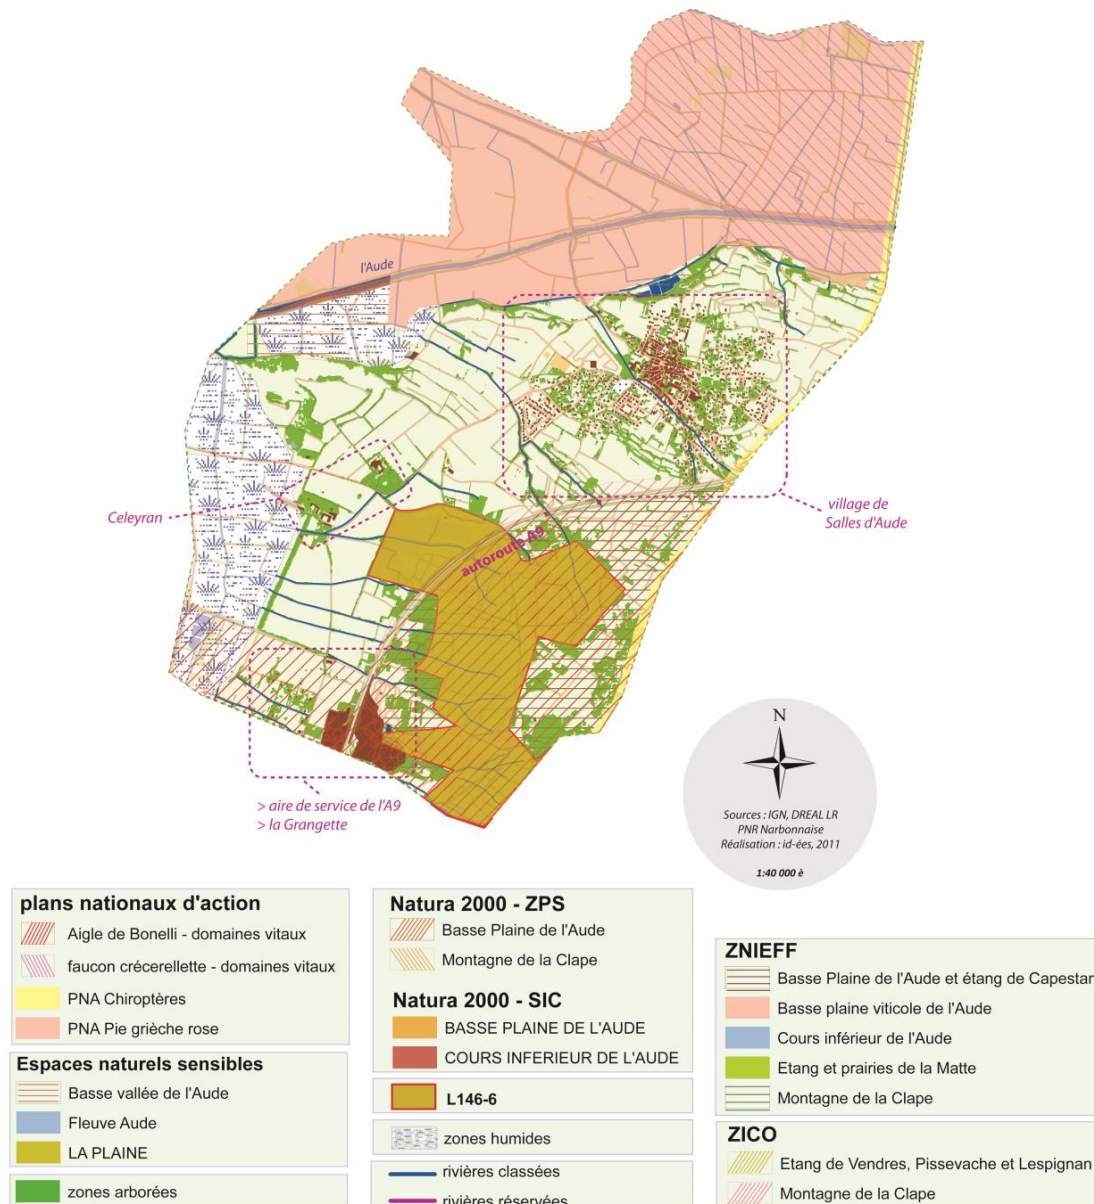 l'Aude
Celeyran
autoroute A9
village de
Salles d'Aude
> aire de service de l'A9
> la Grangette
N
Sources : IGN, DREAL LR
PNR Narbonnaise
Réalisation : id-ées, 2011
1:40 000 è
plans nationaux d'action
Aigle de Bonelli - domaines vitaux
faucon crécerellette - domaines vitaux
PNA Chiroptères
PNA Pie grièche rose
Espaces naturels sensibles
Basse vallée de l'Aude
Fleuve Aude
LA PLAINE
zones arborées
Natura 2000 - ZPS
Basse Plaine de l'Aude
Montagne de la Clape
Natura 2000 - SIC
BASSE PLAINE DE L'AUDE
COURS INFERIEUR DE L'AUDE
L146-6
zones humides
rivières classées
rivières réservées
ZNIEFF
Basse Plaine de l'Aude et étang de Capestan
Basse plaine viticole de l'Aude
Cours inférieur de l'Aude
Etang et prairies de la Matte
Montagne de la Clape
ZICO
Etang de Vendres, Pissevache et Lespignan
Montagne de la Clape